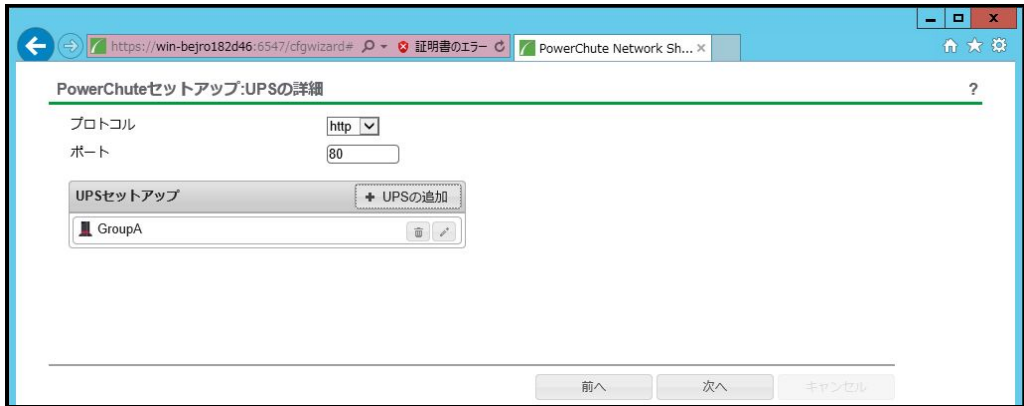 https://win-bejro182d46:6547/cfgwizard# 証明書のエラー PowerChute Network Sh...
PowerChuteセットアップ:UPSの詳細 ?
プロトコル http
ポート 80
UPSセットアップ + UPSの追加
GroupA
前へ 次へ キャンセル